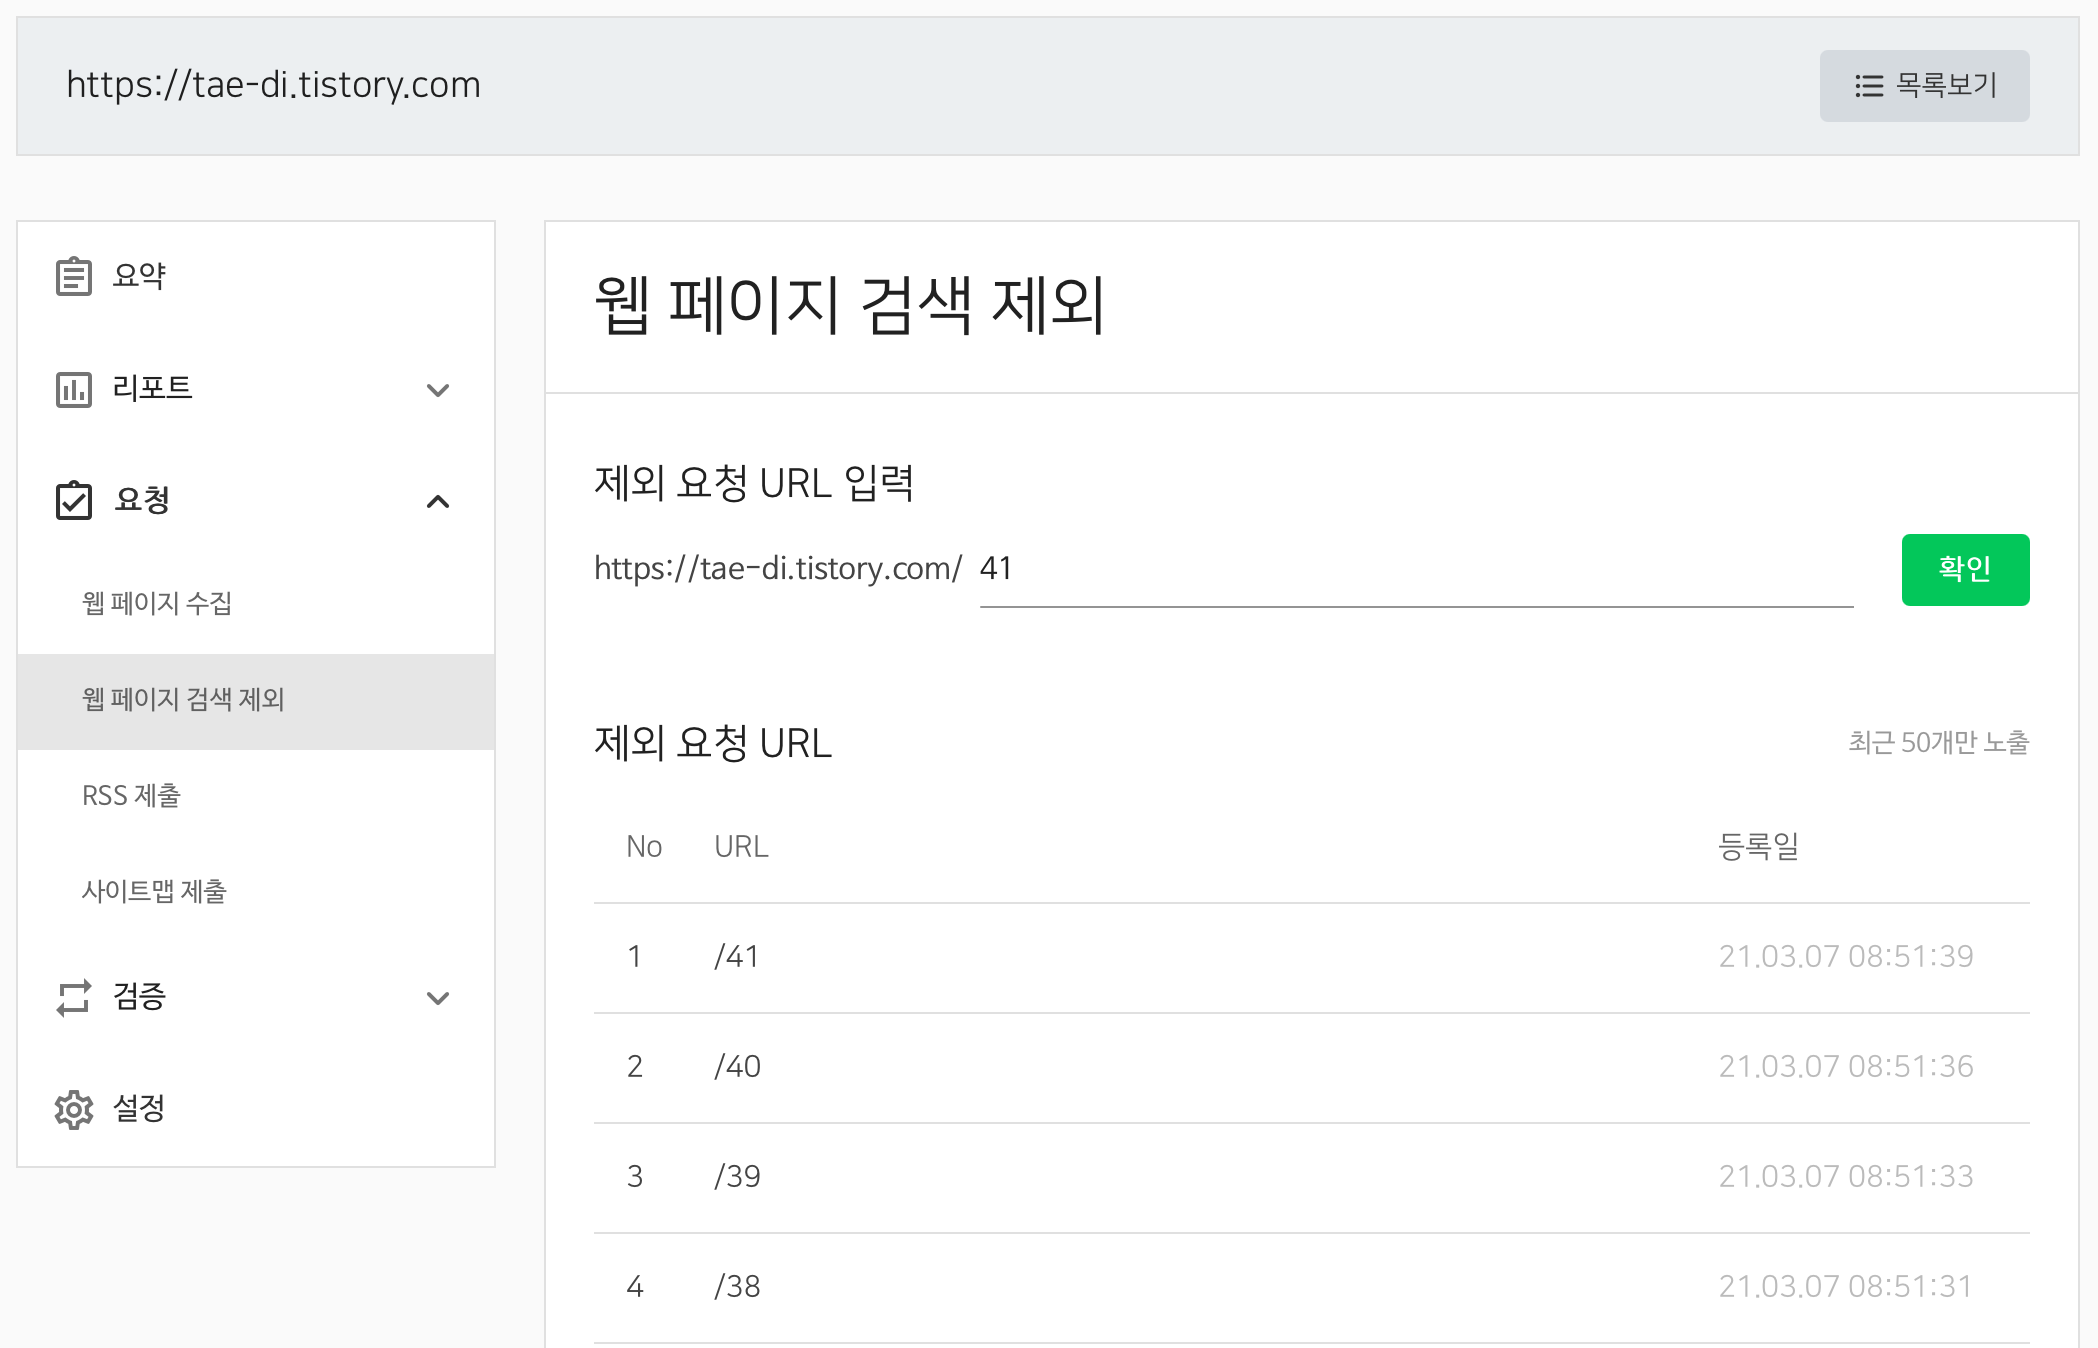 https://tae-di.tistory.com
목록보기
요약
리포트
요청
웹 페이지 수집
웹 페이지 검색 제외
RSS 제출
사이트맵 제출
검증
설정
웹 페이지 검색 제외
제외 요청 URL 입력
https://tae-di.tistory.com/ 41
확인
제외 요청 URL
최근 50개만 노출
No URL 등록일
1 /41 21.03.07 08:51:39
2 /40 21.03.07 08:51:36
3 /39 21.03.07 08:51:33
4 /38 21.03.07 08:51:31